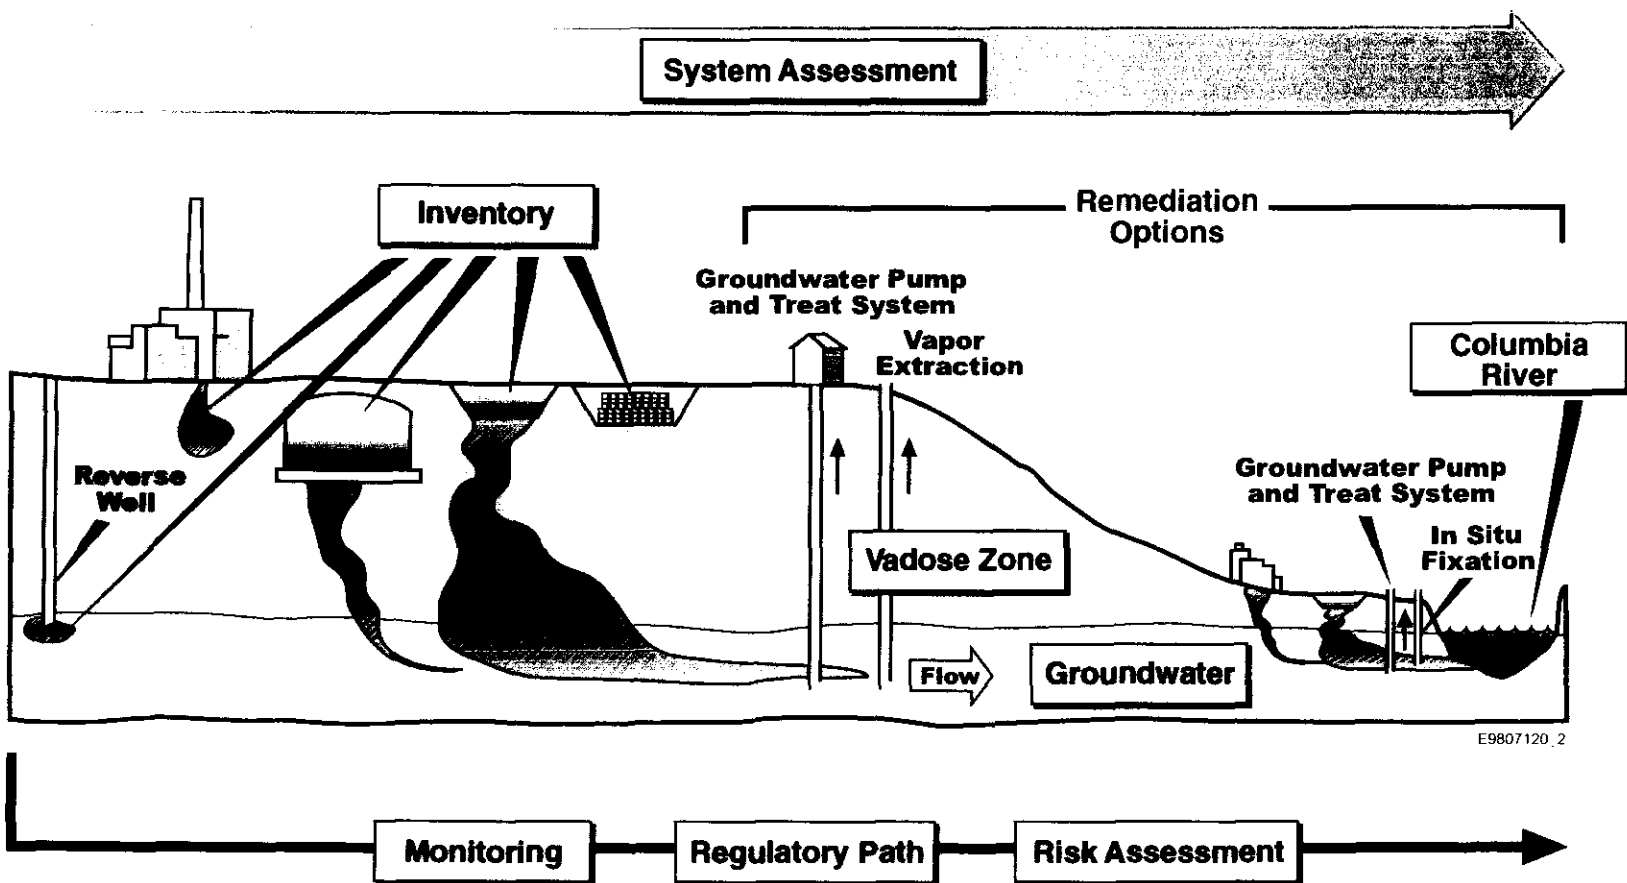 System Assessment
Inventory
Remediation
Options
Groundwater Pump
and Treat System
Vapor
Extraction
Columbia
River
Reverse
Well
Groundwater Pump
and Treat System
In Situ
Fixation
Vadose Zone
Flow
Groundwater
E9807120_2
Monitoring
Regulatory Path
Risk Assessment